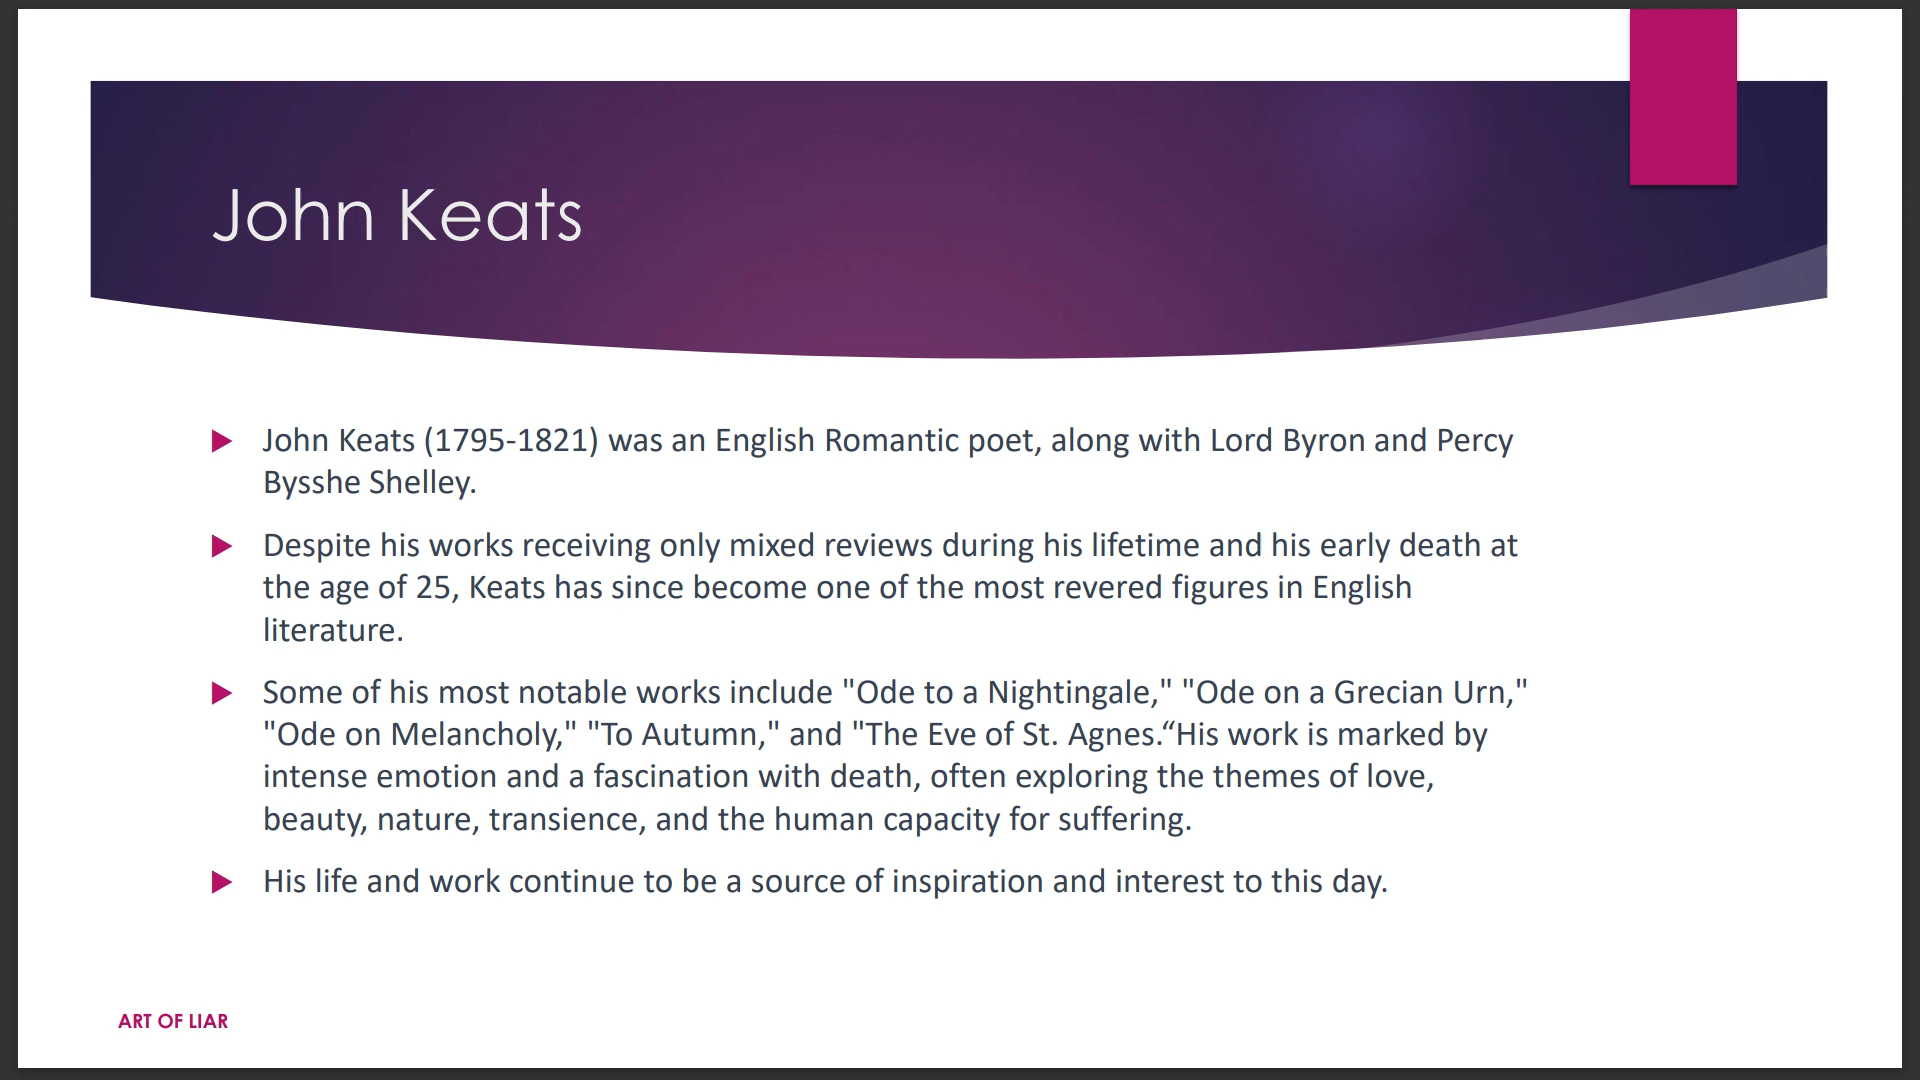 John Keats
John Keats (1795-1821) was an English Romantic poet, along with Lord Byron and Percy
Bysshe Shelley.
Despite his works receiving only mixed reviews during his lifetime and his early death at
the age of 25, Keats has since become one of the most revered figures in English
literature.
Some of his most notable works include "Ode to a Nightingale," "Ode on a Grecian Urn,"
"Ode on Melancholy," "To Autumn," and "The Eve of St. Agnes.“His work is marked by
intense emotion and a fascination with death, often exploring the themes of love,
beauty, nature, transience, and the human capacity for suffering.
His life and work continue to be a source of inspiration and interest to this day.
ART OF LIAR